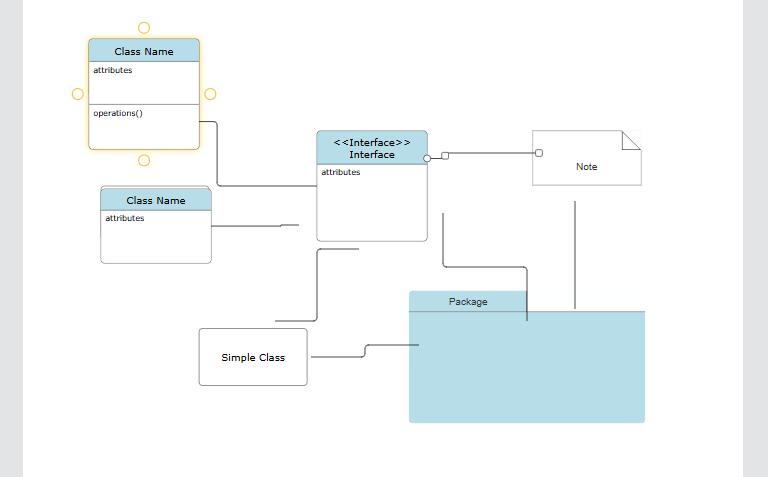 Class Name
attributes
operations()
<<Interface>>
Interface
attributes
Note
Class Name
attributes
Package
Simple Class